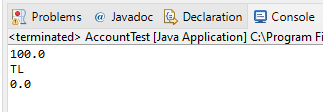 Problems @ Javadoc Declaration Console
<terminated> AccountTest [Java Application] C:\Program Fi
100.0
TL
0.0